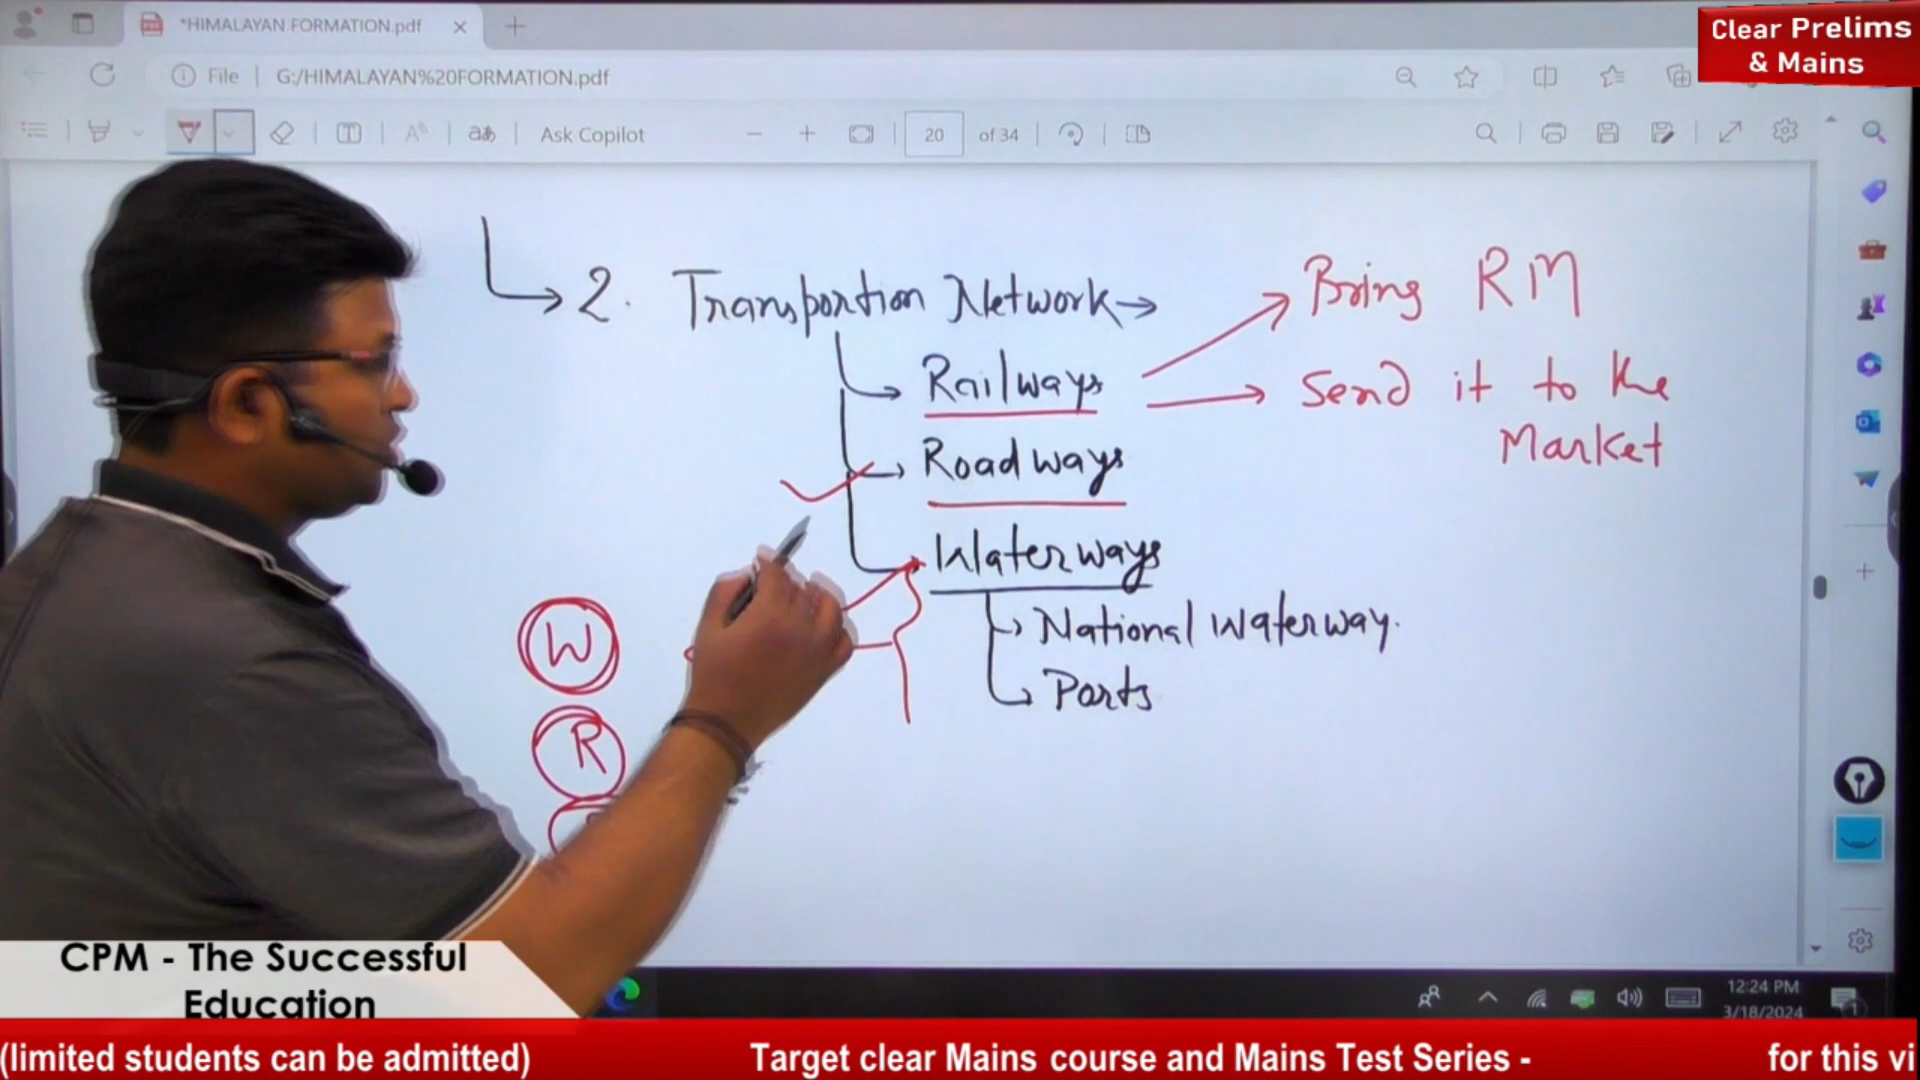 *HIMALAYAN FORMATION.pdf
Clear Prelims
& Mains
File
G:/HIMALAYAN%20FORMATION.pdf
Ask Copilot
20 of 34
2. Transportion Network
Bring RM
Railways
Send it to the
Market
Roadways
Waterways
National Waterway.
Ports
W
R
CPM - The Successful
Education
12:24 PM
3/18/2024
(limited students can be admitted) Target clear Mains course and Mains Test Series - for this vi